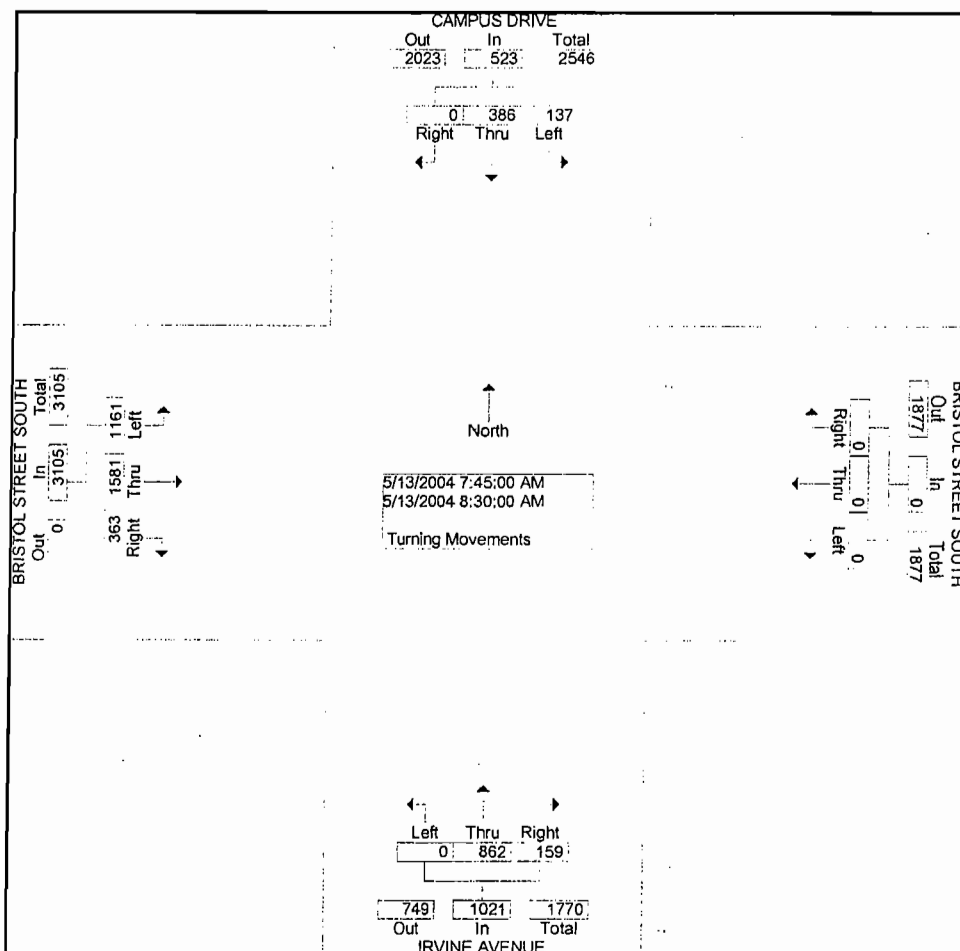 CAMPUS DRIVE
Out In Total
2023 523 2546
0 386 137
Right Thru Left
BRISTOL STREET SOUTH
Total In Out
3105 3105 0
1161 1581 363
Left Thru Right
North
5/13/2004 7:45:00 AM
5/13/2004 8:30:00 AM
Turning Movements
BRISTOL STREET SOUTH
Out In Total
1877 0 1877
0 0 0
Right Thru Left
Left Thru Right
0 862 159
749 1021 1770
Out In Total
IRVINE AVENUE